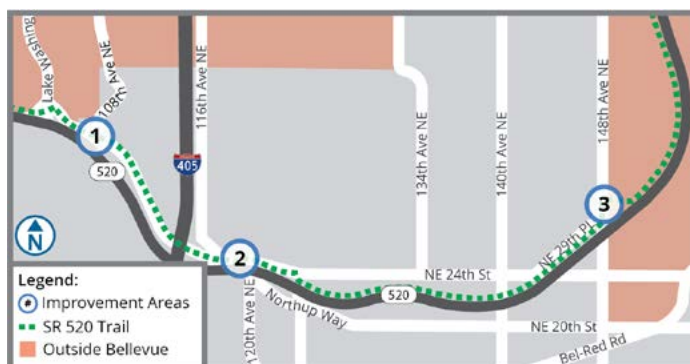 Lake Washing
108th Ave NE
116th Ave NE
134th Ave NE
140th Ave NE
148th Ave NE
1
520
405
3
N
2
NE 29th Pl
NE 24th St
520
Legend:
# Improvement Areas
SR 520 Trail
Outside Bellevue
20th Ave NE
Northup Way
NE 20th St
Bel-Red Rd